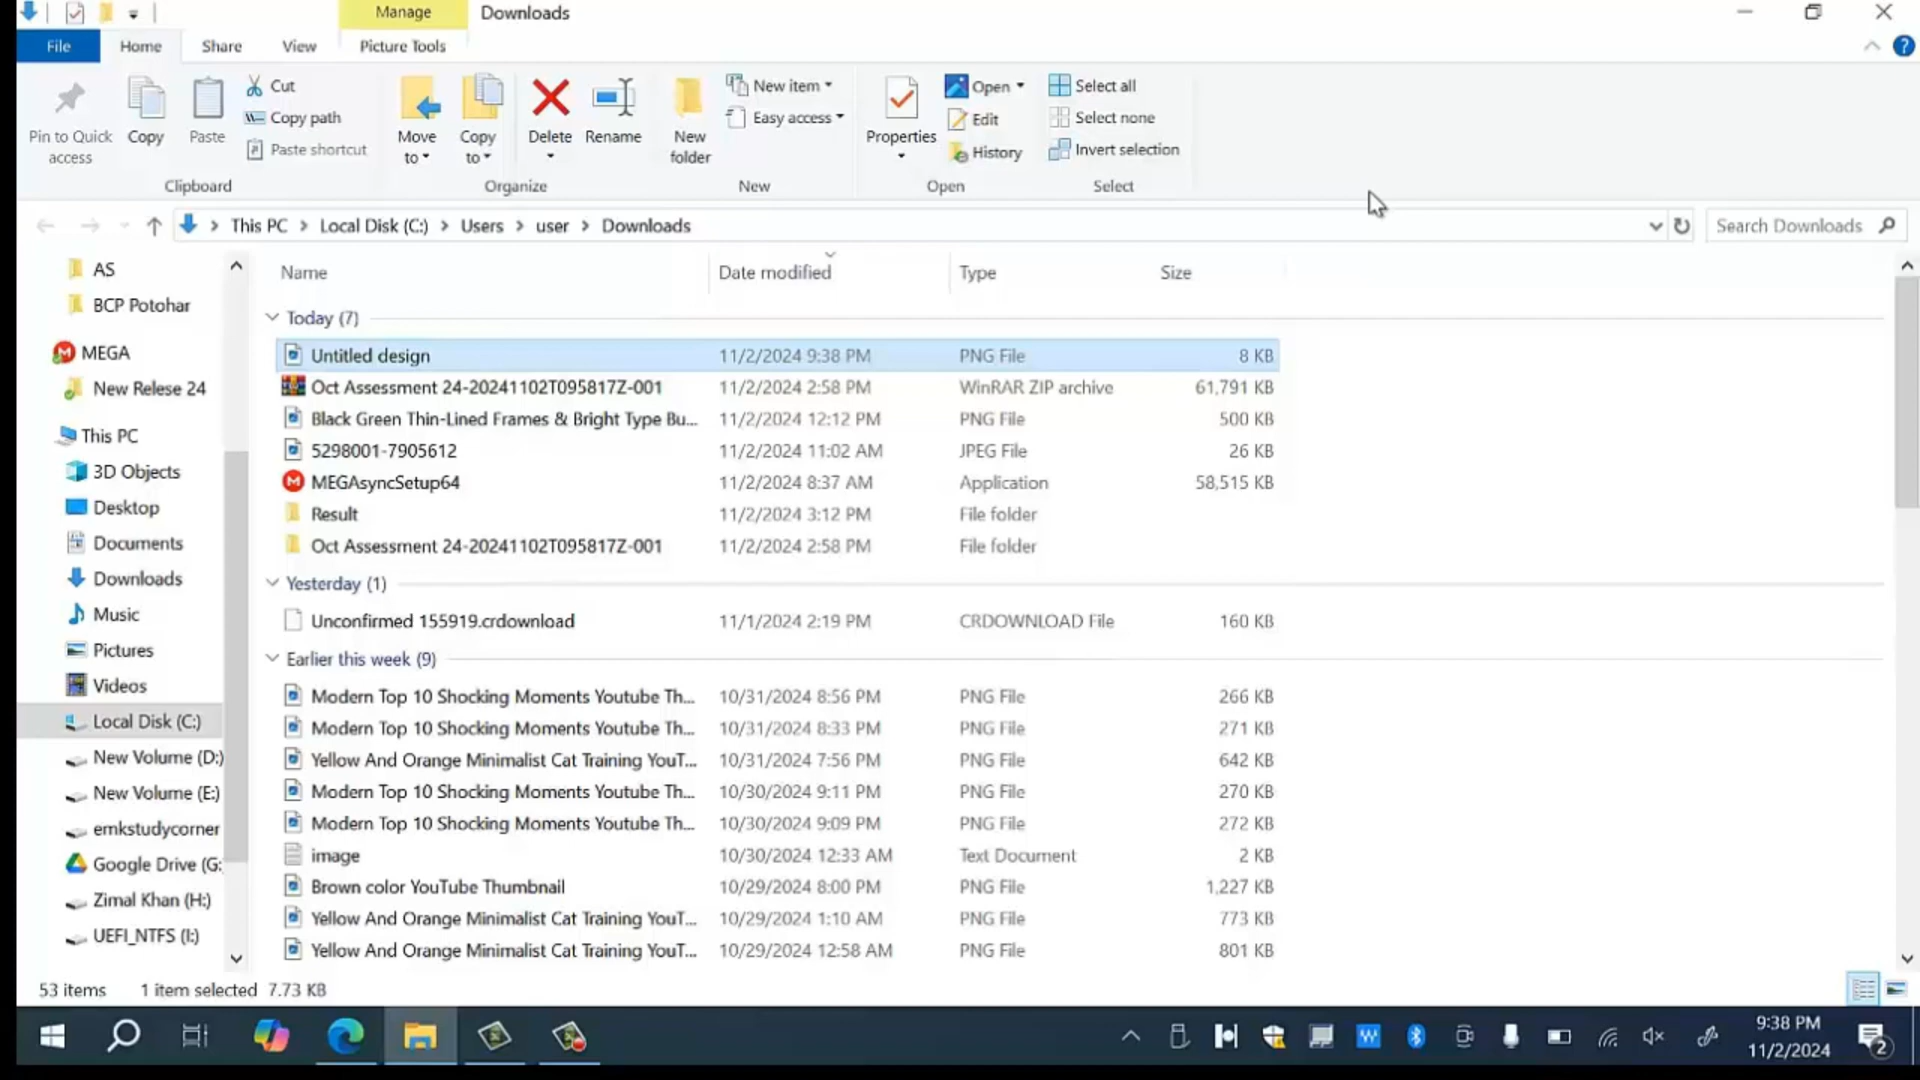 Manage Downloads
File Home Share View Picture Tools
Pin to Quick access
Copy
Paste
Cut
Copy path
Paste shortcut
Clipboard
Move to
Copy to
Delete
Rename
Organize
New folder
New item
Easy access
New
Properties
Open
Edit
History
Open
Select all
Select none
Invert selection
Select
This PC > Local Disk (C:) > Users > user > Downloads
Search Downloads
AS
BCP Potohar
MEGA
New Relese 24
This PC
3D Objects
Desktop
Documents
Downloads
Music
Pictures
Videos
Local Disk (C:)
New Volume (D:)
New Volume (E:)
emkstudycorner
Google Drive (G:
Zimal Khan (H:)
UEFI_NTFS (I:)
Name Date modified Type Size
Today (7)
Untitled design 11/2/2024 9:38 PM PNG File 8 KB
Oct Assessment 24-20241102T095817Z-001 11/2/2024 2:58 PM WinRAR ZIP archive 61,791 KB
Black Green Thin-Lined Frames & Bright Type Bu... 11/2/2024 12:12 PM PNG File 500 KB
5298001-7905612 11/2/2024 11:02 AM JPEG File 26 KB
MEGAsyncSetup64 11/2/2024 8:37 AM Application 58,515 KB
Result 11/2/2024 3:12 PM File folder
Oct Assessment 24-20241102T095817Z-001 11/2/2024 2:58 PM File folder
Yesterday (1)
Unconfirmed 155919.crdownload 11/1/2024 2:19 PM CRDOWNLOAD File 160 KB
Earlier this week (9)
Modern Top 10 Shocking Moments Youtube Th... 10/31/2024 8:56 PM PNG File 266 KB
Modern Top 10 Shocking Moments Youtube Th... 10/31/2024 8:33 PM PNG File 271 KB
Yellow And Orange Minimalist Cat Training YouT... 10/31/2024 7:56 PM PNG File 642 KB
Modern Top 10 Shocking Moments Youtube Th... 10/30/2024 9:11 PM PNG File 270 KB
Modern Top 10 Shocking Moments Youtube Th... 10/30/2024 9:09 PM PNG File 272 KB
image 10/30/2024 12:33 AM Text Document 2 KB
Brown color YouTube Thumbnail 10/29/2024 8:00 PM PNG File 1,227 KB
Yellow And Orange Minimalist Cat Training YouT... 10/29/2024 1:10 AM PNG File 773 KB
Yellow And Orange Minimalist Cat Training YouT... 10/29/2024 12:58 AM PNG File 801 KB
53 items 1 item selected 7.73 KB
9:38 PM
11/2/2024
2